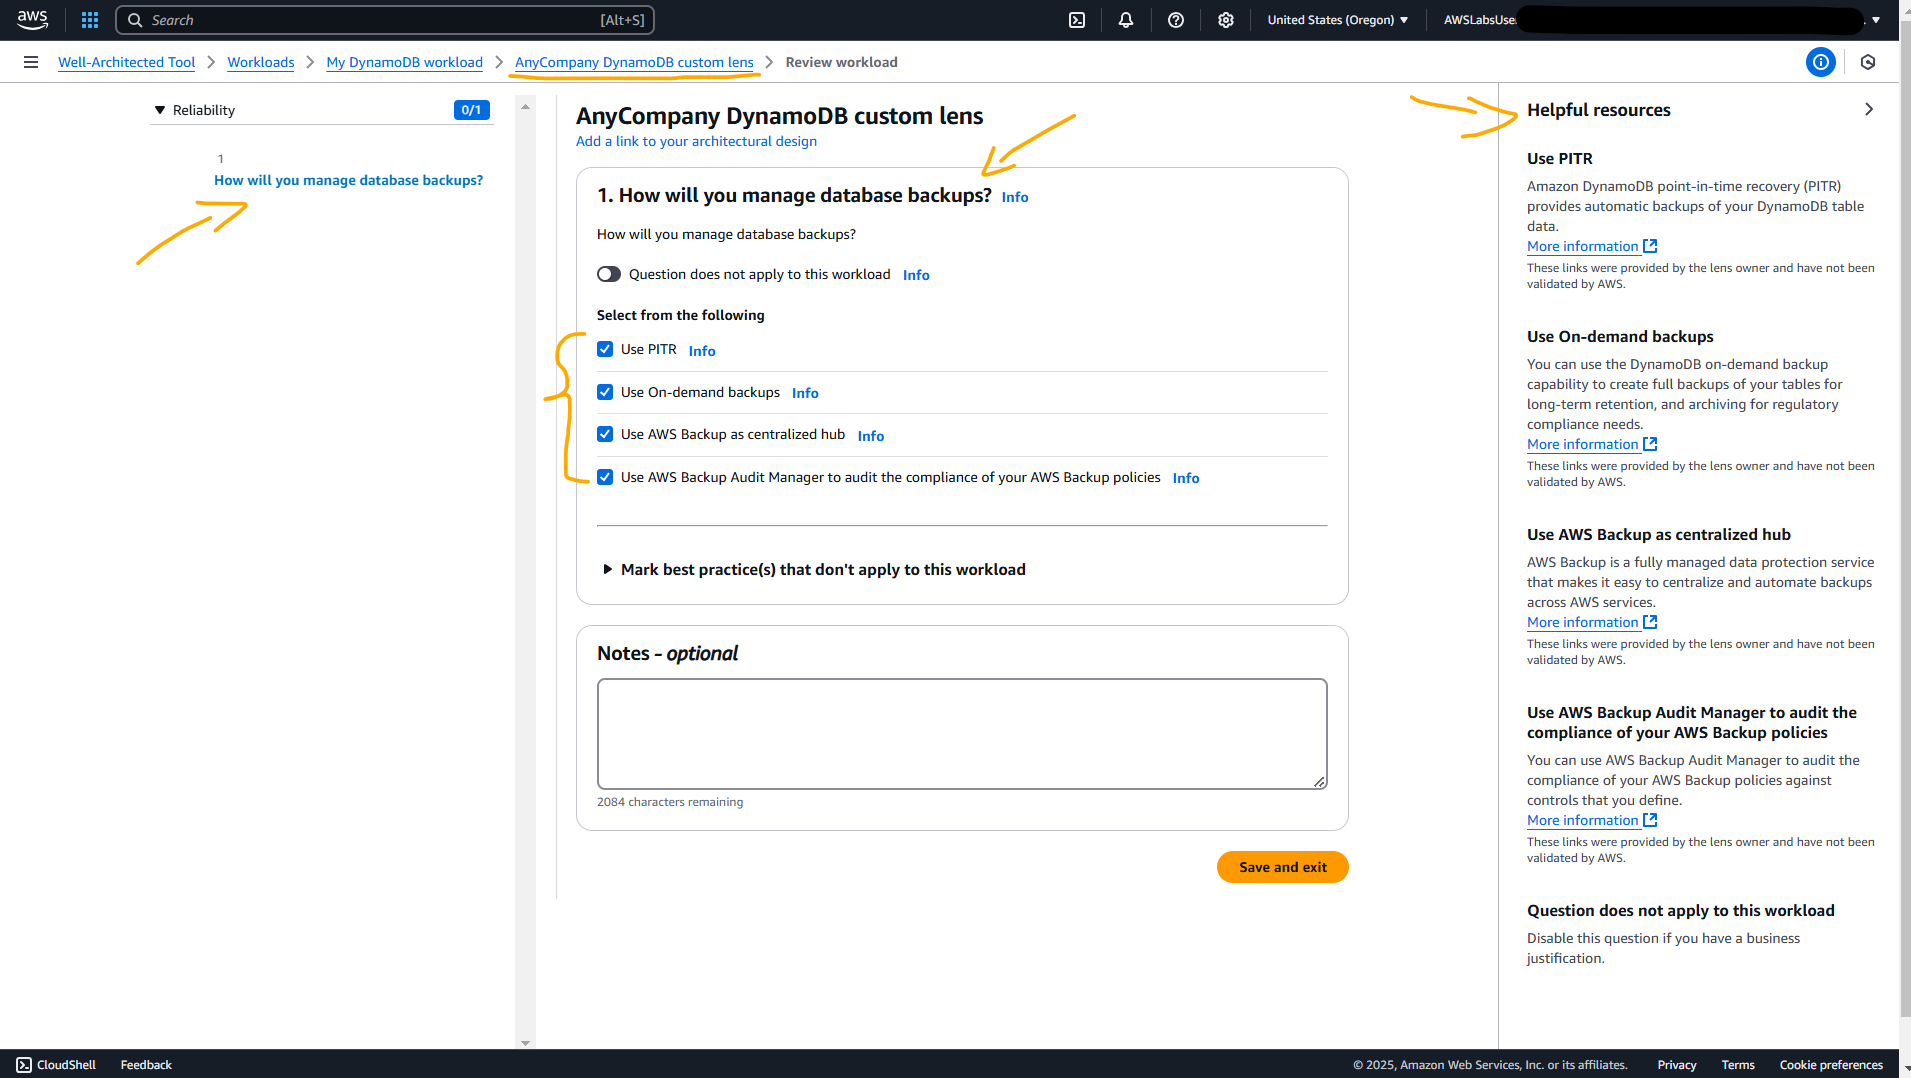 aws
Search
[Alt+S]
United States (Oregon)
AWSLabsUser
Well-Architected Tool
Workloads
My DynamoDB workload
AnyCompany DynamoDB custom lens
Review workload
Reliability
0/1
1
How will you manage database backups?
AnyCompany DynamoDB custom lens
Add a link to your architectural design
1. How will you manage database backups? Info
How will you manage database backups?
Question does not apply to this workload Info
Select from the following
Use PITR Info
Use On-demand backups Info
Use AWS Backup as centralized hub Info
Use AWS Backup Audit Manager to audit the compliance of your AWS Backup policies Info
Mark best practice(s) that don't apply to this workload
Notes - optional
2084 characters remaining
Save and exit
Helpful resources
Use PITR
Amazon DynamoDB point-in-time recovery (PITR)
provides automatic backups of your DynamoDB table
data.
More information
These links were provided by the lens owner and have not been
validated by AWS.
Use On-demand backups
You can use the DynamoDB on-demand backup
capability to create full backups of your tables for
long-term retention, and archiving for regulatory
compliance needs.
More information
These links were provided by the lens owner and have not been
validated by AWS.
Use AWS Backup as centralized hub
AWS Backup is a fully managed data protection service
that makes it easy to centralize and automate backups
across AWS services.
More information
These links were provided by the lens owner and have not been
validated by AWS.
Use AWS Backup Audit Manager to audit the
compliance of your AWS Backup policies
You can use AWS Backup Audit Manager to audit the
compliance of your AWS Backup policies against
controls that you define.
More information
These links were provided by the lens owner and have not been
validated by AWS.
Question does not apply to this workload
Disable this question if you have a business
justification.
CloudShell
Feedback
© 2025, Amazon Web Services, Inc. or its affiliates.
Privacy
Terms
Cookie preferences